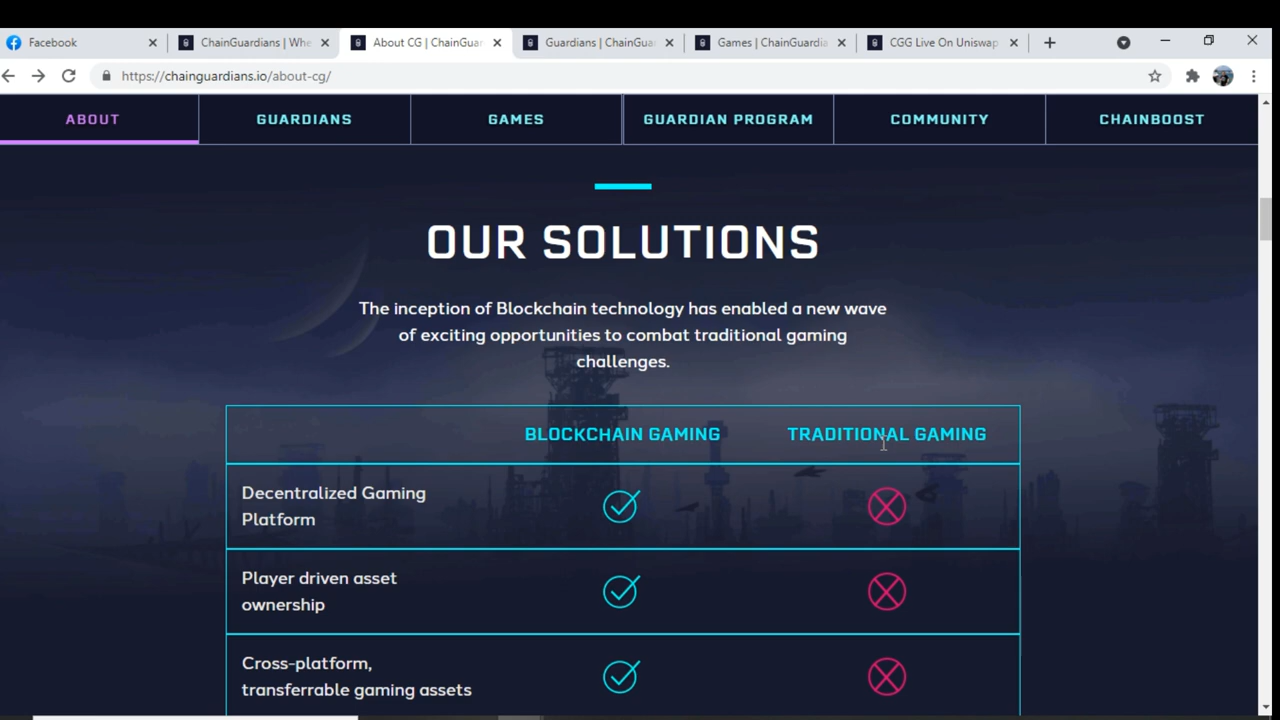 Facebook
ChainGuardians | Whe
About CG | ChainGuar
Guardians | ChainGua
Games | ChainGuardia
CGG Live On Uniswap
https://chainguardians.io/about-cg/
ABOUT
GUARDIANS
GAMES
GUARDIAN PROGRAM
COMMUNITY
CHAINBOOST
OUR SOLUTIONS
The inception of Blockchain technology has enabled a new wave
of exciting opportunities to combat traditional gaming
challenges.
BLOCKCHAIN GAMING
TRADITIONAL GAMING
Decentralized Gaming
Platform
Player driven asset
ownership
Cross-platform,
transferrable gaming assets